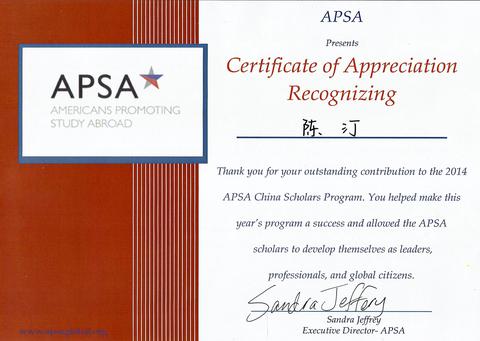 APSA
AMERICANS PROMOTING
STUDY ABROAD
APSA
Presents
Certificate of Appreciation
Recognizing
陈 汀
Thank you for your outstanding contribution to the 2014
APSA China Scholars Program. You helped make this
year's program a success and allowed the APSA
scholars to develop themselves as leaders,
professionals, and global citizens.
Sandra Jeffery
Sandra Jeffrey
Executive Director- APSA
www.apsaglobal.org